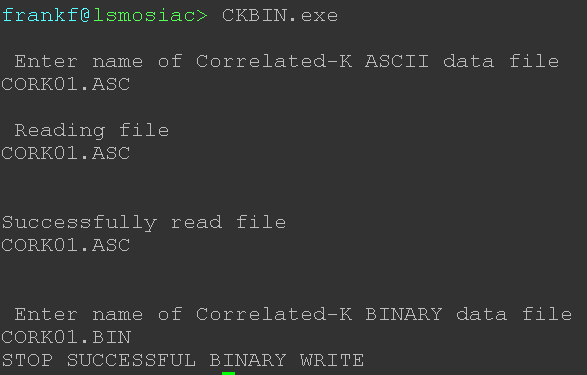 frankf@lsmosiac> CKBIN.exe
Enter name of Correlated-K ASCII data file
CORK01.ASC
Reading file
CORK01.ASC
Successfully read file
CORK01.ASC
Enter name of Correlated-K BINARY data file
CORK01.BIN
STOP SUCCESSFUL BINARY WRITE